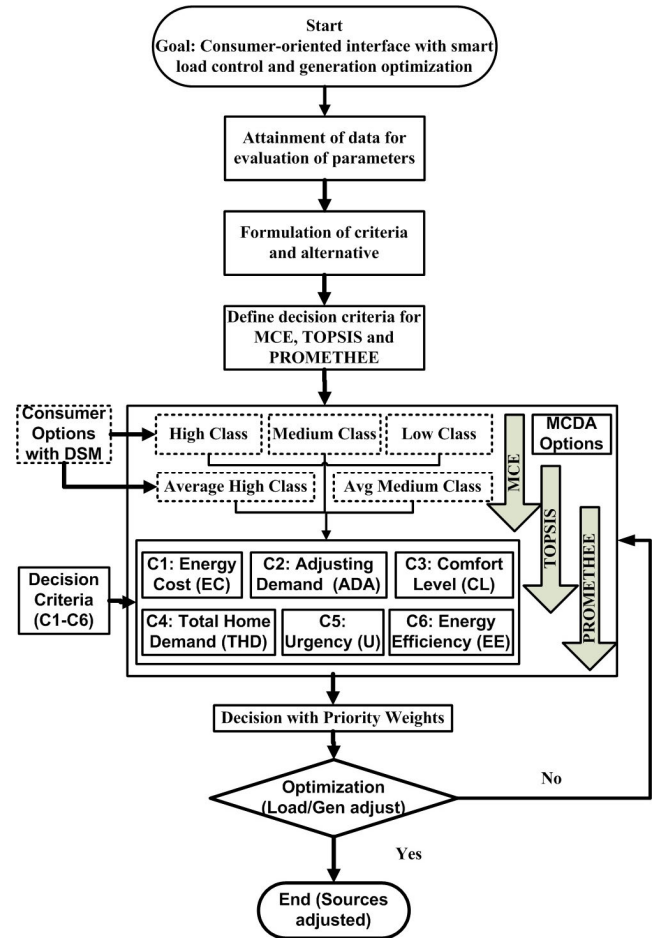 Start
Goal: Consumer-oriented interface with smart
load control and generation optimization
Attainment of data for
evaluation of parameters
Formulation of criteria
and alternative
Define decision criteria for
MCE, TOPSIS and
PROMETHEE
Consumer
Options
with DSM
High Class
Medium Class
Low Class
Average High Class
Avg Medium Class
MCDA
Options
MCE
TOPSIS
PROMETHEE
Decision
Criteria
(C1-C6)
C1: Energy
Cost (EC)
C2: Adjusting
Demand (ADA)
C3: Comfort
Level (CL)
C4: Total Home
Demand (THD)
C5:
Urgency (U)
C6: Energy
Efficiency (EE)
Decision with Priority Weights
Optimization
(Load/Gen adjust)
No
Yes
End (Sources
adjusted)